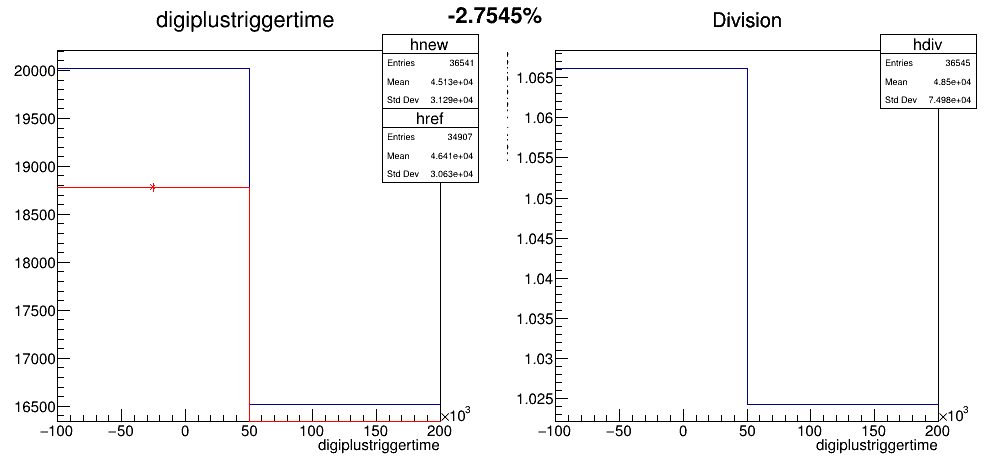 -2.7545%
digiplustriggertime
hnew
Entries 36541
Mean 4.513e+04
Std Dev 3.129e+04
href
Entries 34907
Mean 4.641e+04
Std Dev 3.063e+04
20000
19500
19000
18500
18000
17500
17000
16500
−100 −50 0 50 100 150 200
×10³
digiplustriggertime
Division
hdiv
Entries 36545
Mean 4.85e+04
Std Dev 7.498e+04
1.065
1.06
1.055
1.05
1.045
1.04
1.035
1.03
1.025
−100 −50 0 50 100 150 200
×10³
digiplustriggertime